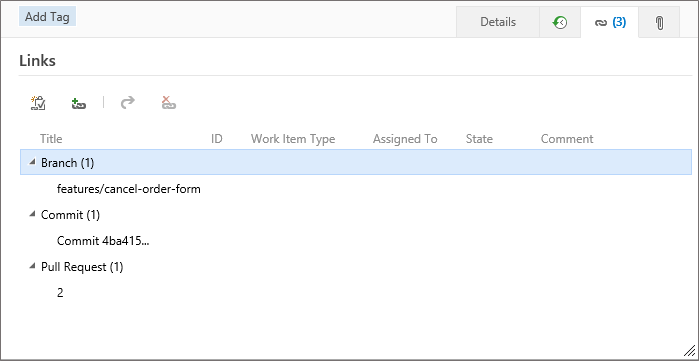 Add Tag
Details
(3)
Links
Title ID Work Item Type Assigned To State Comment
Branch (1)
features/cancel-order-form
Commit (1)
Commit 4ba415...
Pull Request (1)
2